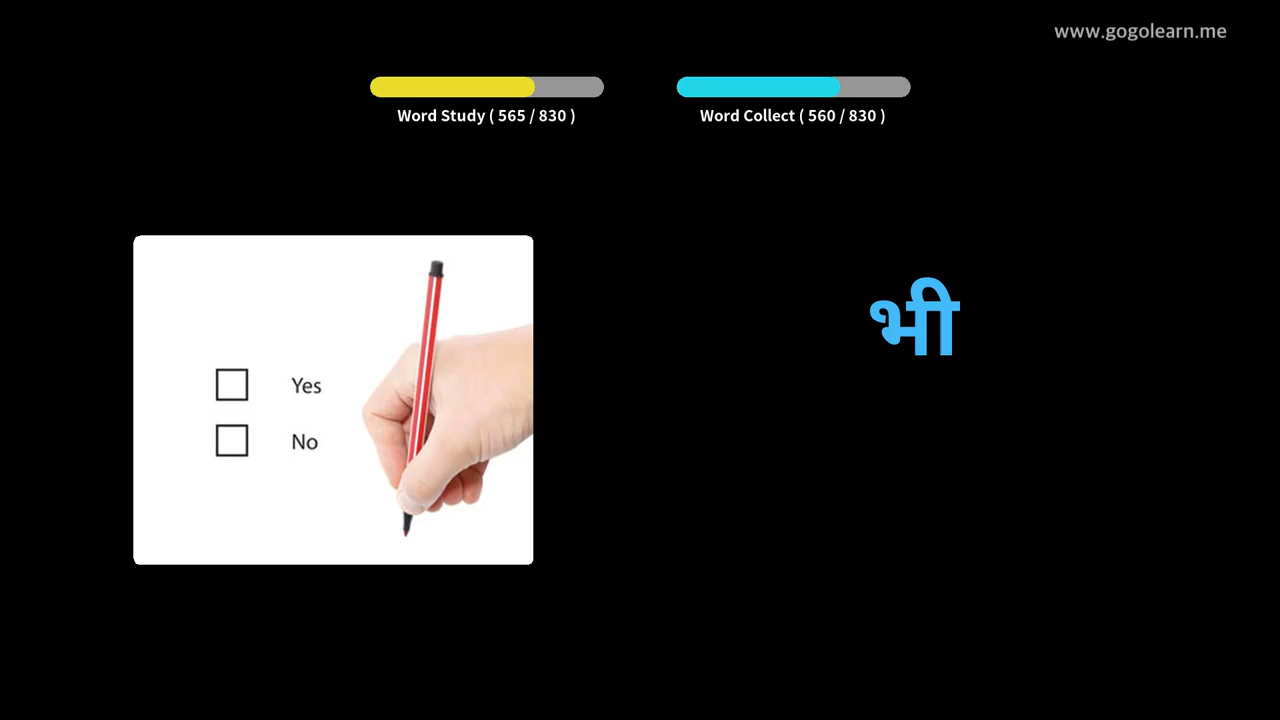 www.gogolearn.me
Word Study ( 565 / 830 )
Word Collect ( 560 / 830 )
Yes
No
भी